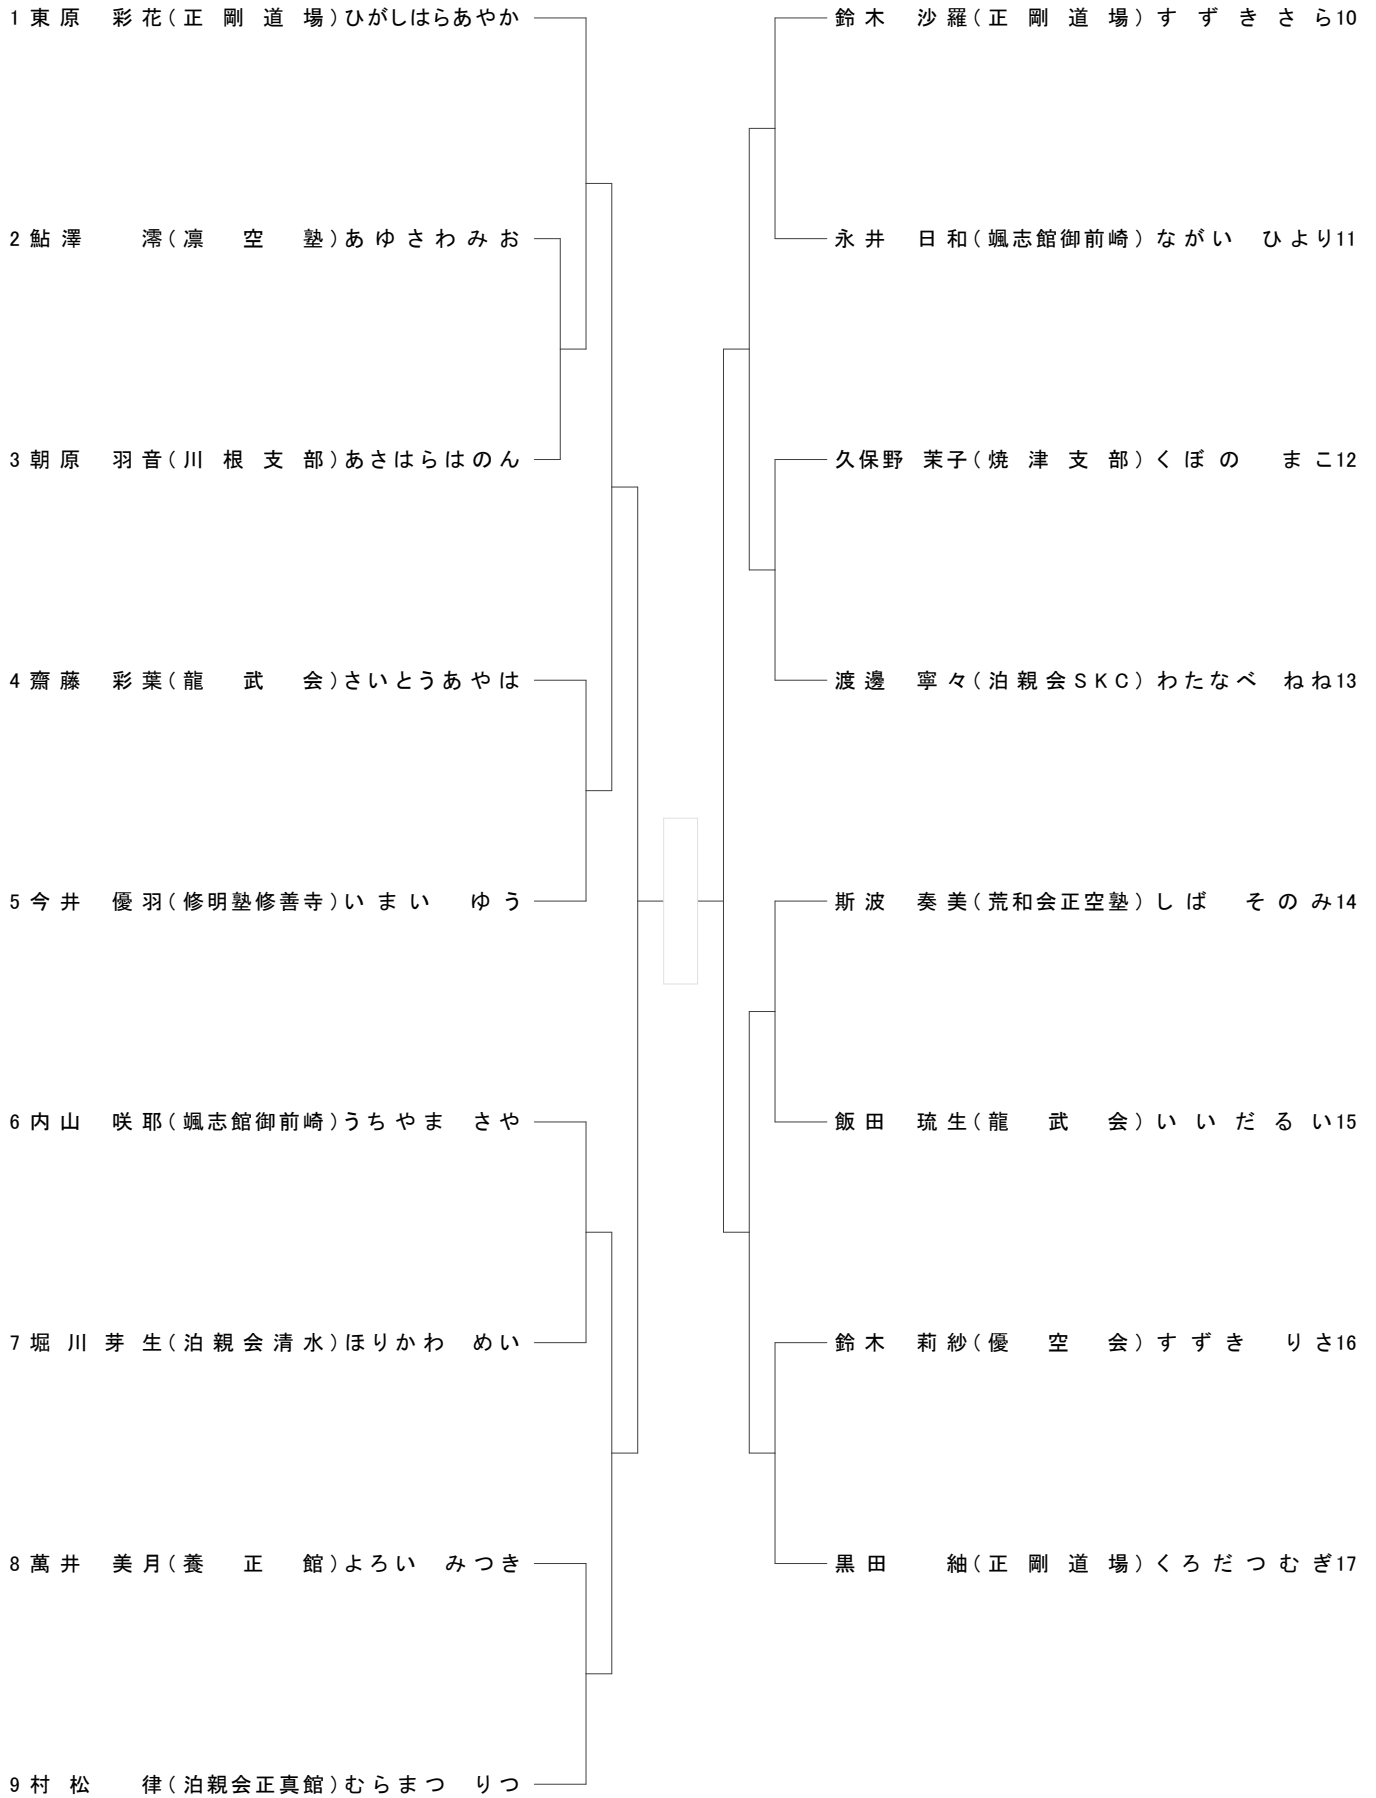 1 東原 彩花(正剛道場)ひがしはらあやか
2 鮎澤 澪(凛空塾)あゆさわみお
3 朝原 羽音(川根支部)あさはらはのん
4 齋藤 彩葉(龍武会)さいとうあやは
5 今井 優羽(修明塾修善寺)いまい ゆう
6 内山 咲耶(颯志館御前崎)うちやま さや
7 堀川芽生(泊親会清水)ほりかわ めい
8 萬井 美月(養正館)よろい みつき
9 村松 律(泊親会正真館)むらまつ りつ
鈴木 沙羅(正剛道場)すずきさら10
永井 日和(颯志館御前崎)ながい ひより11
久保野 茉子(焼津支部)くぼの まこ12
渡邊 寧々(泊親会SKC)わたなべ ねね13
斯波 奏美(荒和会正空塾)しば そのみ14
飯田 琉生(龍武会)いいだるい15
鈴木 莉紗(優空会)すずき りさ16
黒田 紬(正剛道場)くろだつむぎ17